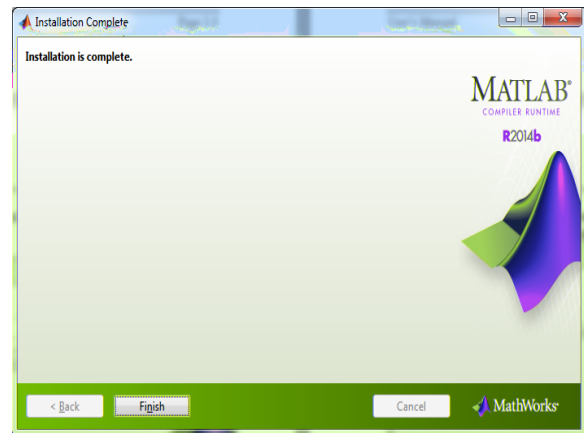 Installation Complete
Installation is complete.
MATLAB®
COMPILER RUNTIME
R2014b
< Back
Finish
Cancel
MathWorks®